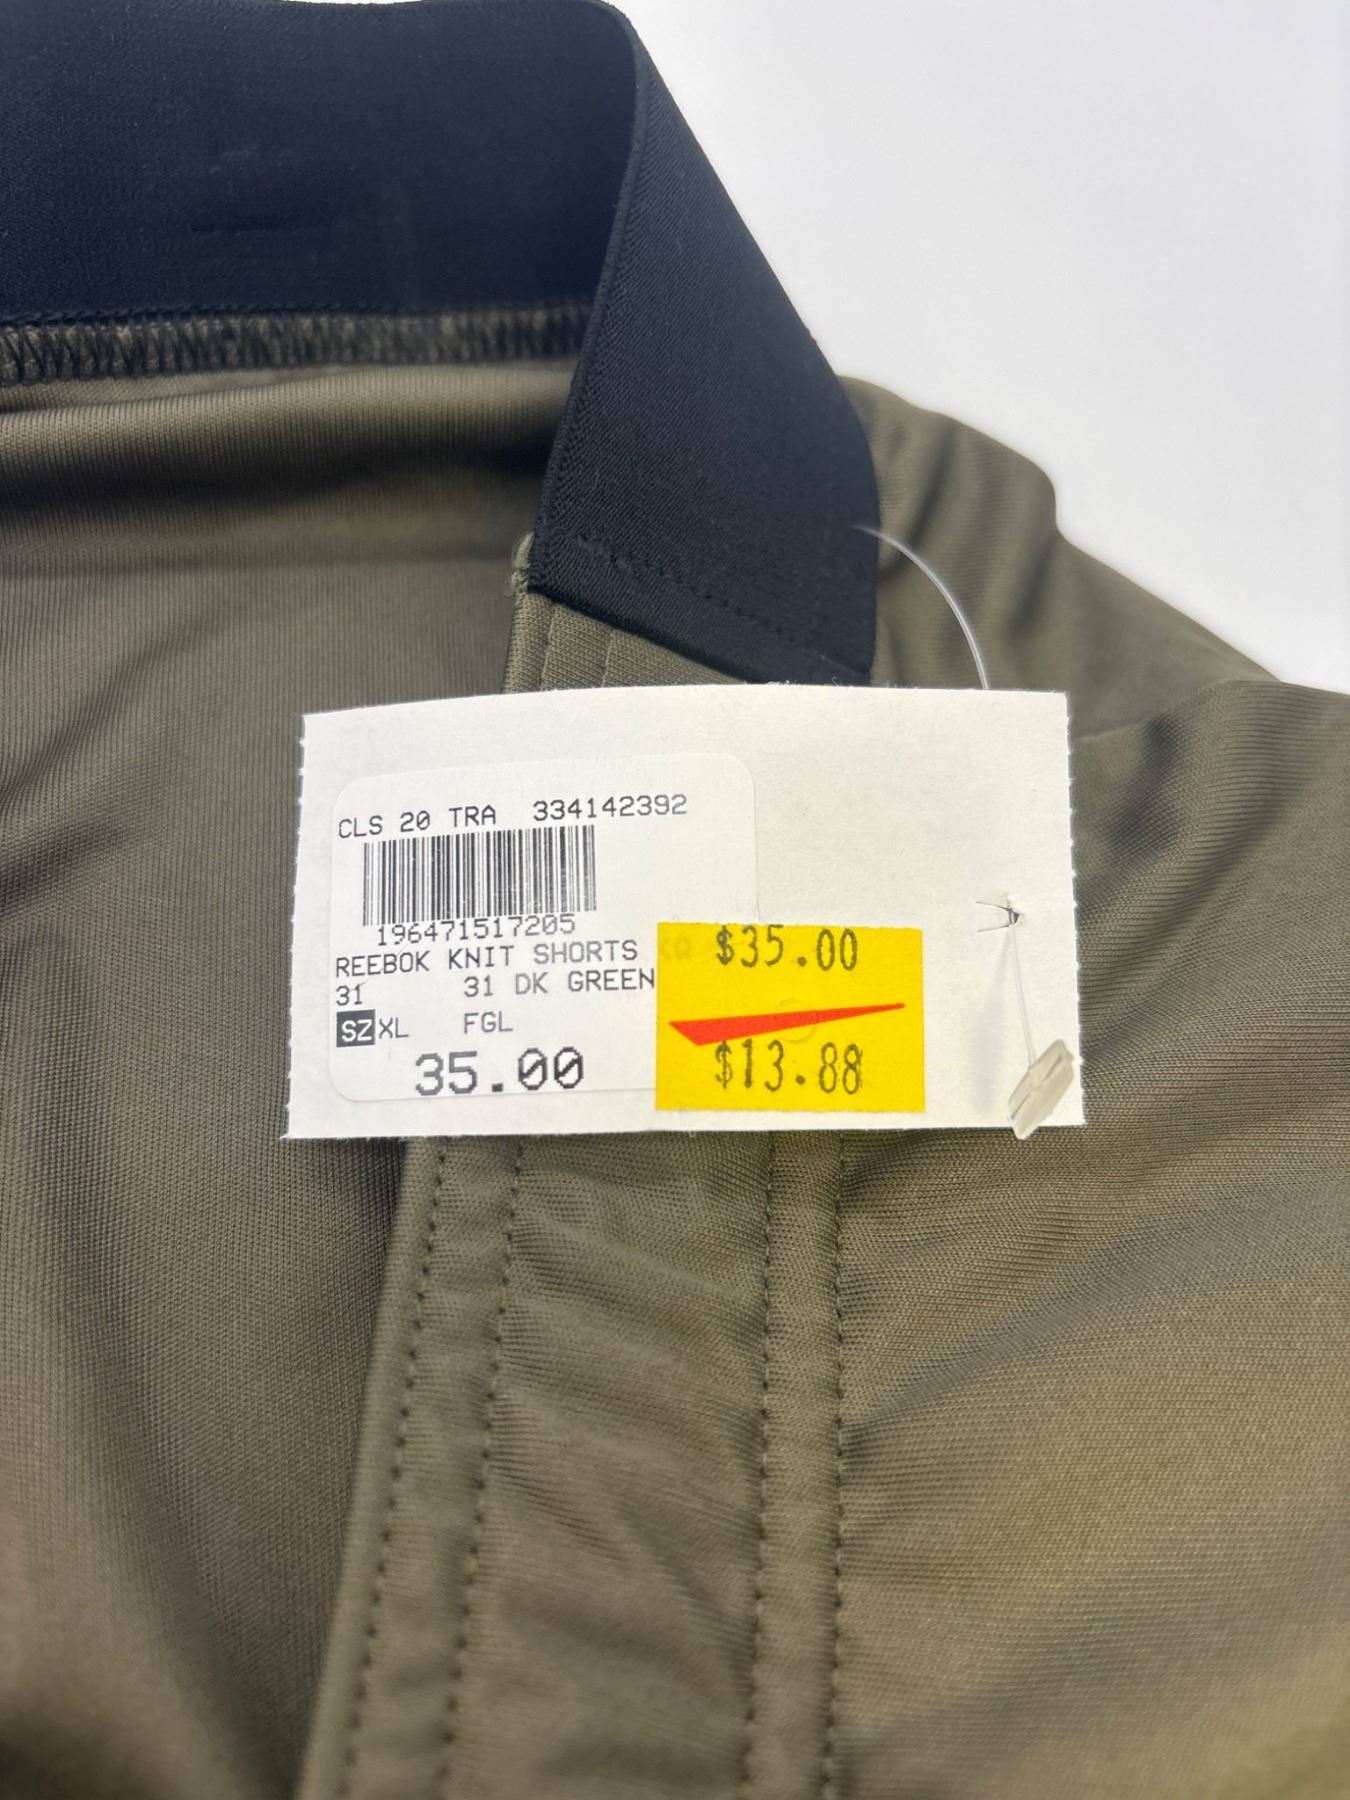 CLS 20 TRA 334142392
196471517205
REEBOK KNIT SHORTS
31 31 DK GREEN
SZ XL FGL
35.00
$35.00
$13.88